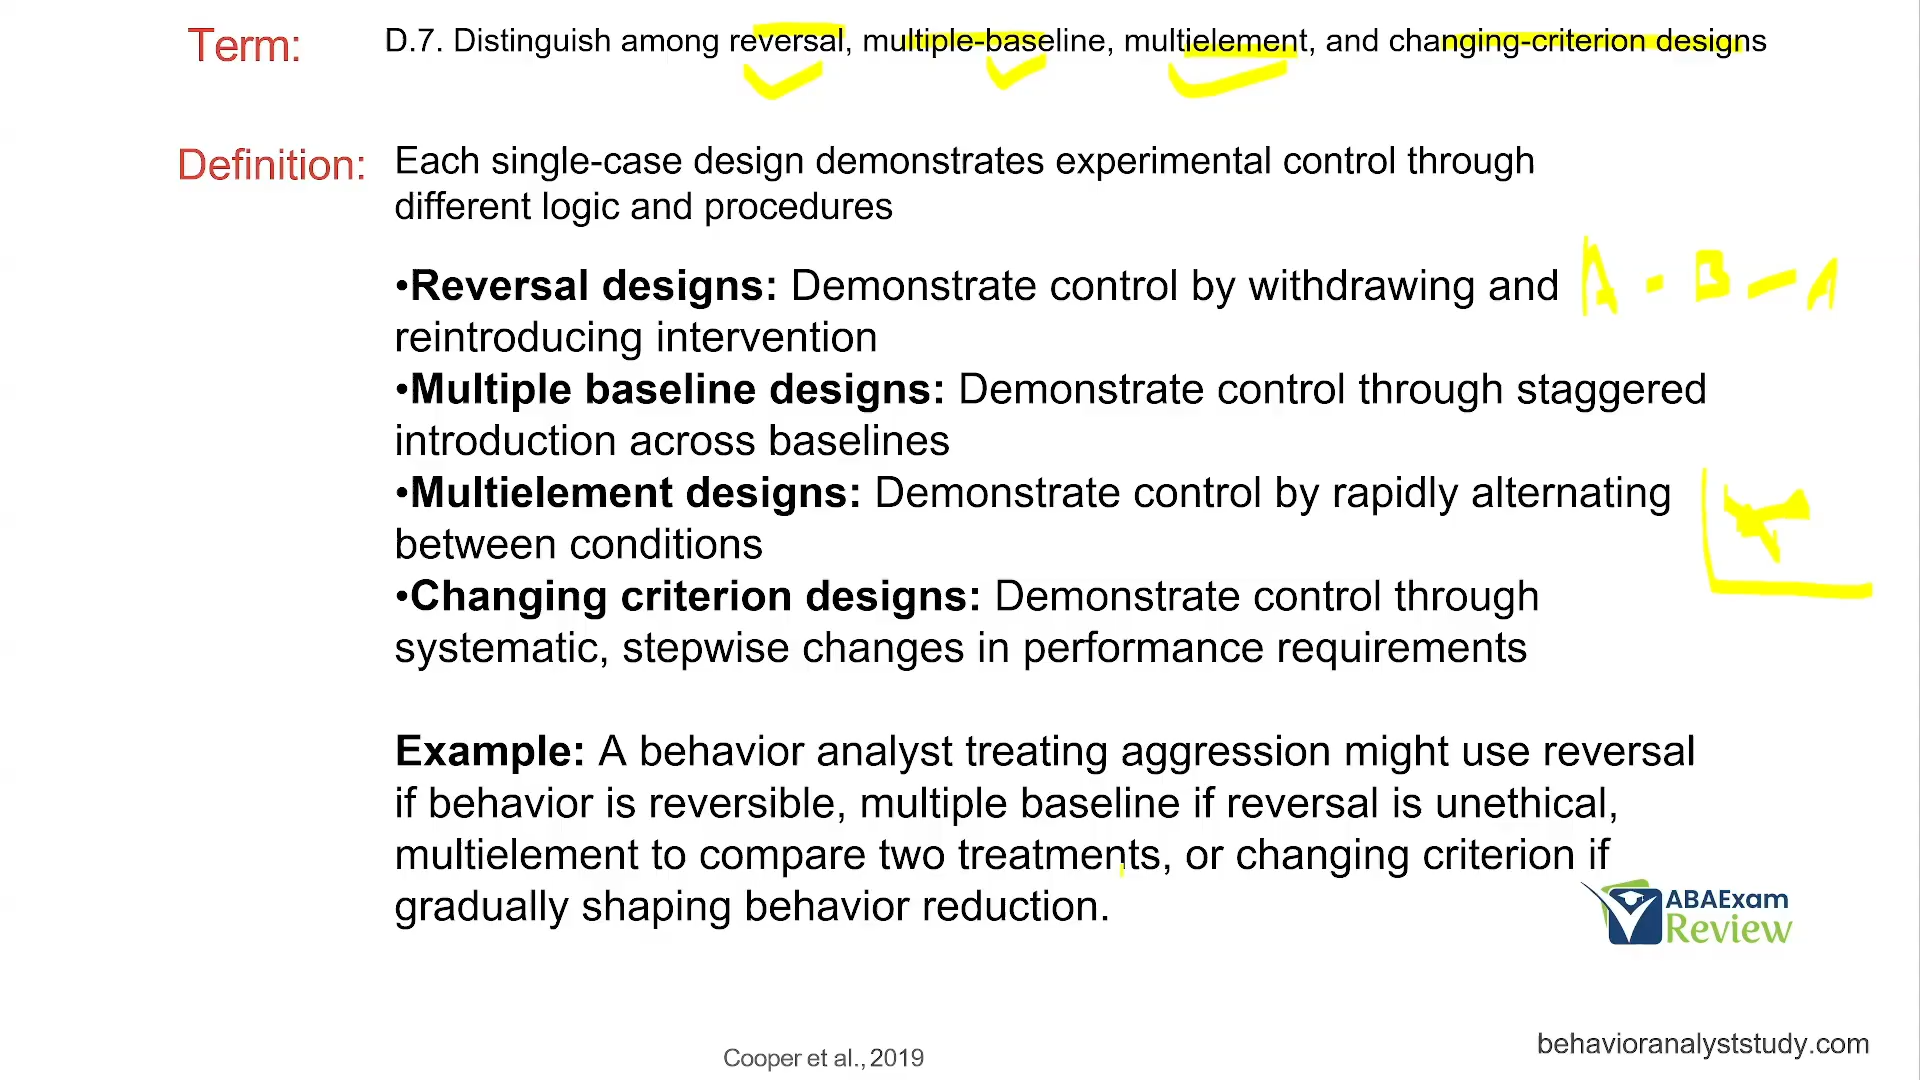 Term: D.7. Distinguish among reversal, multiple-baseline, multielement, and changing-criterion designs
Definition: Each single-case design demonstrates experimental control through
different logic and procedures
•Reversal designs: Demonstrate control by withdrawing and A - B - A
reintroducing intervention
•Multiple baseline designs: Demonstrate control through staggered
introduction across baselines
•Multielement designs: Demonstrate control by rapidly alternating
between conditions
•Changing criterion designs: Demonstrate control through
systematic, stepwise changes in performance requirements
Example: A behavior analyst treating aggression might use reversal
if behavior is reversible, multiple baseline if reversal is unethical,
multielement to compare two treatments, or changing criterion if
gradually shaping behavior reduction.
ABAExam
Review
behavioranalyststudy.com
Cooper et al., 2019